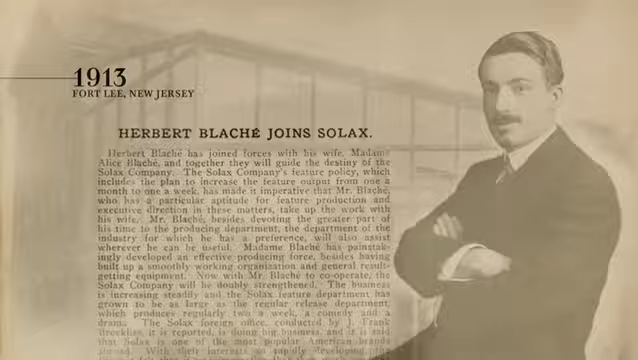 1913
FORT LEE, NEW JERSEY
HERBERT BLACHÉ JOINS SOLAX.
Herbert Blaché has joined forces with his wife, Madame
Alice Blaché, and together they will guide the destiny of the
Solax Company. The Solax Company's feature policy, which
includes the plan to increase the feature output from one a
month to one a week, has made it imperative that Mr. Blaché,
who has a particular aptitude for feature production and
executive direction in these matters, take up the work with
his wife. Mr. Blaché, besides devoting the greater part of
his time to the producing department, the department of the
industry for which he has a preference, will also assist
wherever he can be useful. Madame Blaché has painstak-
ingly developed an effective producing force, besides having
built up a smoothly working organization and general result-
getting equipment. Now with Mr. Blaché to co-operate, the
Solax Company will be doubly strengthened. The business
is increasing steadily and the Solax feature department has
grown to be as large as the regular release department,
which produces regularly two a week, a comedy and a
drama. The Solax foreign office, conducted by J. Frank
Brockliss, it is reported, is doing big business, and it is said
that Solax is one of the most popular American brands
abroad. With their interests so rapidly developing, the